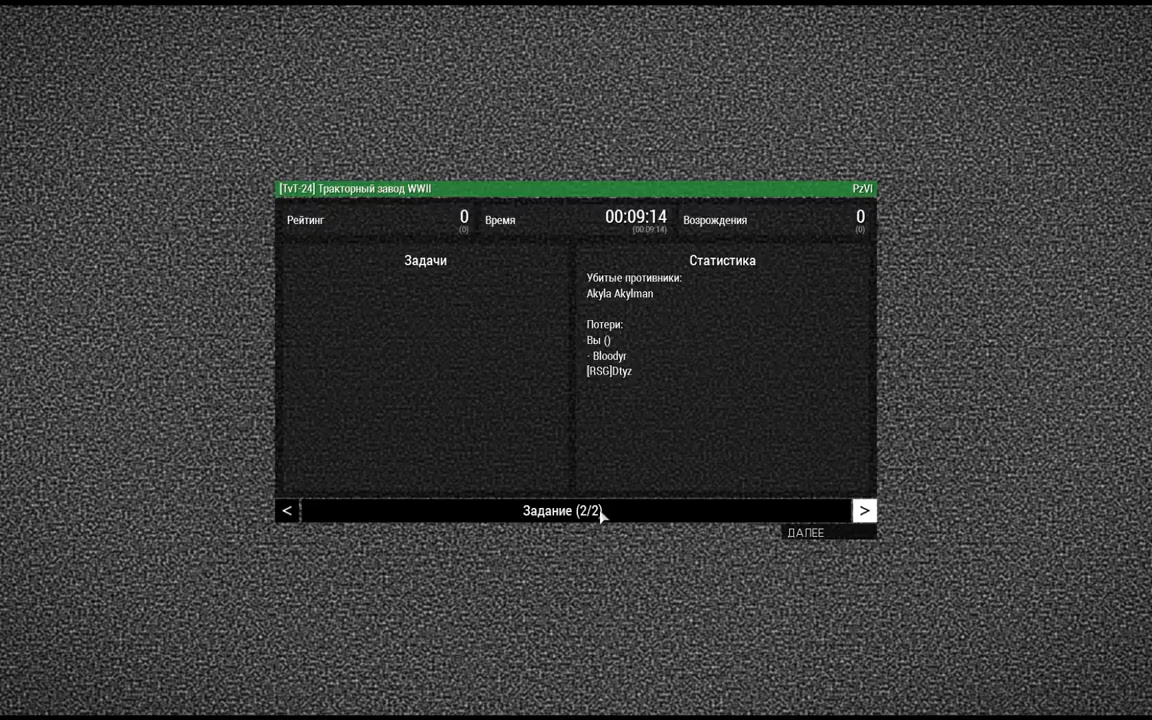 [TvT-24] Тракторный завод WWII PzVI
Рейтинг 0 (0) Время 00:09:14 (00:09:14) Возрождения 0 (0)
Задачи
Статистика
Убитые противники:
Akyla Akylman
Потери:
Вы ()
- Bloodyr
[RSG]Dtyz
< Задание (2/2) >
ДАЛЕЕ